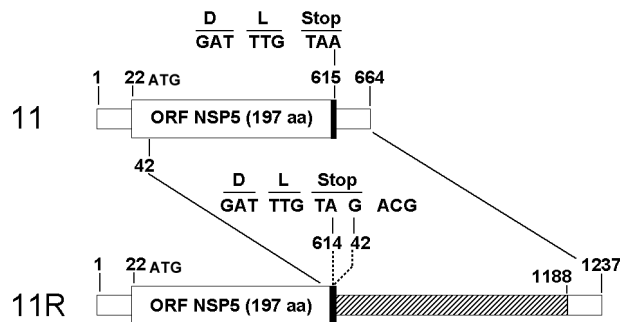 D L Stop
GAT TTG TAA
1 22 ATG 615 664
11 ORF NSP5 (197 aa)
42
D L Stop
GAT TTG TA G ACG
614 42
1 22 ATG 1188 1237
11R ORF NSP5 (197 aa)